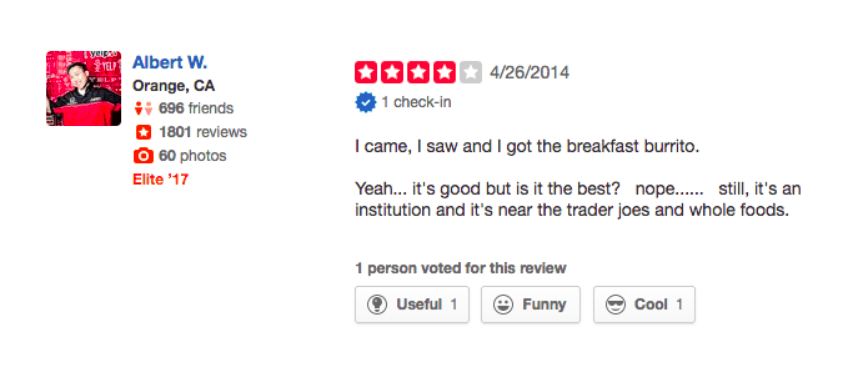 Albert W.
Orange, CA
696 friends
1801 reviews
60 photos
Elite '17
4/26/2014
1 check-in
I came, I saw and I got the breakfast burrito.
Yeah... it's good but is it the best?   nope......   still, it's an
institution and it's near the trader joes and whole foods.
1 person voted for this review
Useful 1
Funny
Cool 1